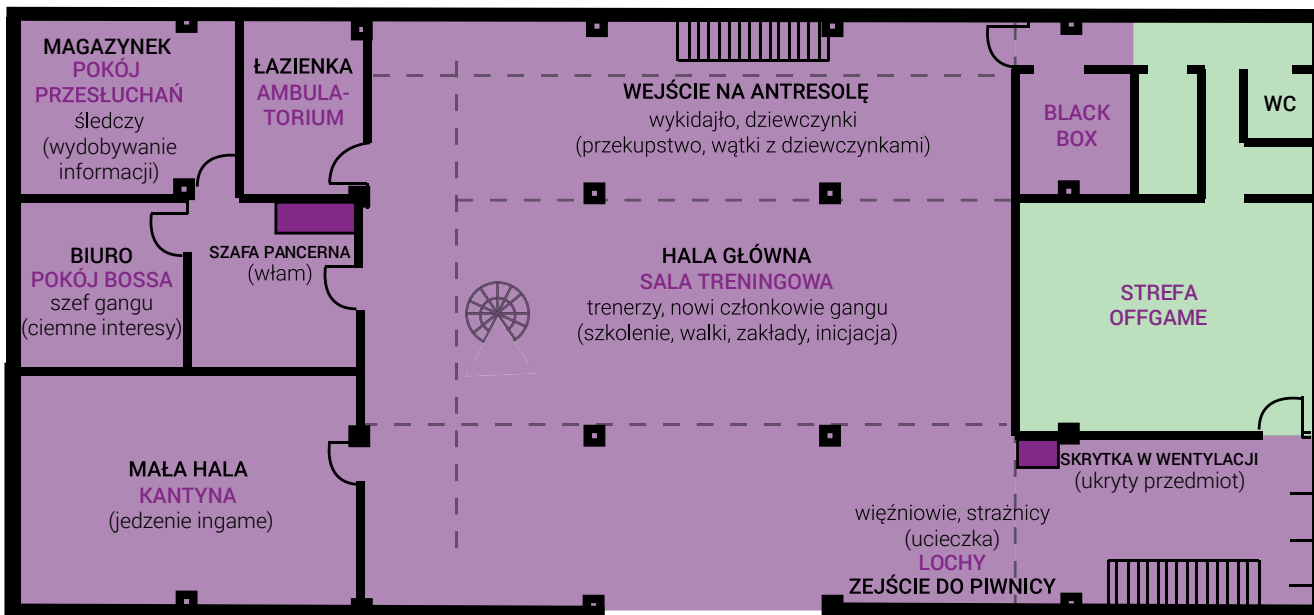 MAGAZYNEK
POKÓJ
PRZESŁUCHAŃ
śledczy
(wydobywanie
informacji)
ŁAZIENKA
AMBULA-
TORIUM
WEJŚCIE NA ANTRESOLĘ
wykidajło, dziewczynki
(przekupstwo, wątki z dziewczynkami)
BLACK
BOX
WC
BIURO
POKÓJ BOSSA
szef gangu
(ciemne interesy)
SZAFA PANCERNA
(włam)
HALA GŁÓWNA
SALA TRENINGOWA
trenerzy, nowi członkowie gangu
(szkolenie, walki, zakłady, inicjacja)
STREFA
OFFGAME
MAŁA HALA
KANTYNA
(jedzenie ingame)
SKRYTKA W WENTYLACJI
(ukryty przedmiot)
więźniowie, strażnicy
(ucieczka)
LOCHY
ZEJŚCIE DO PIWNICY